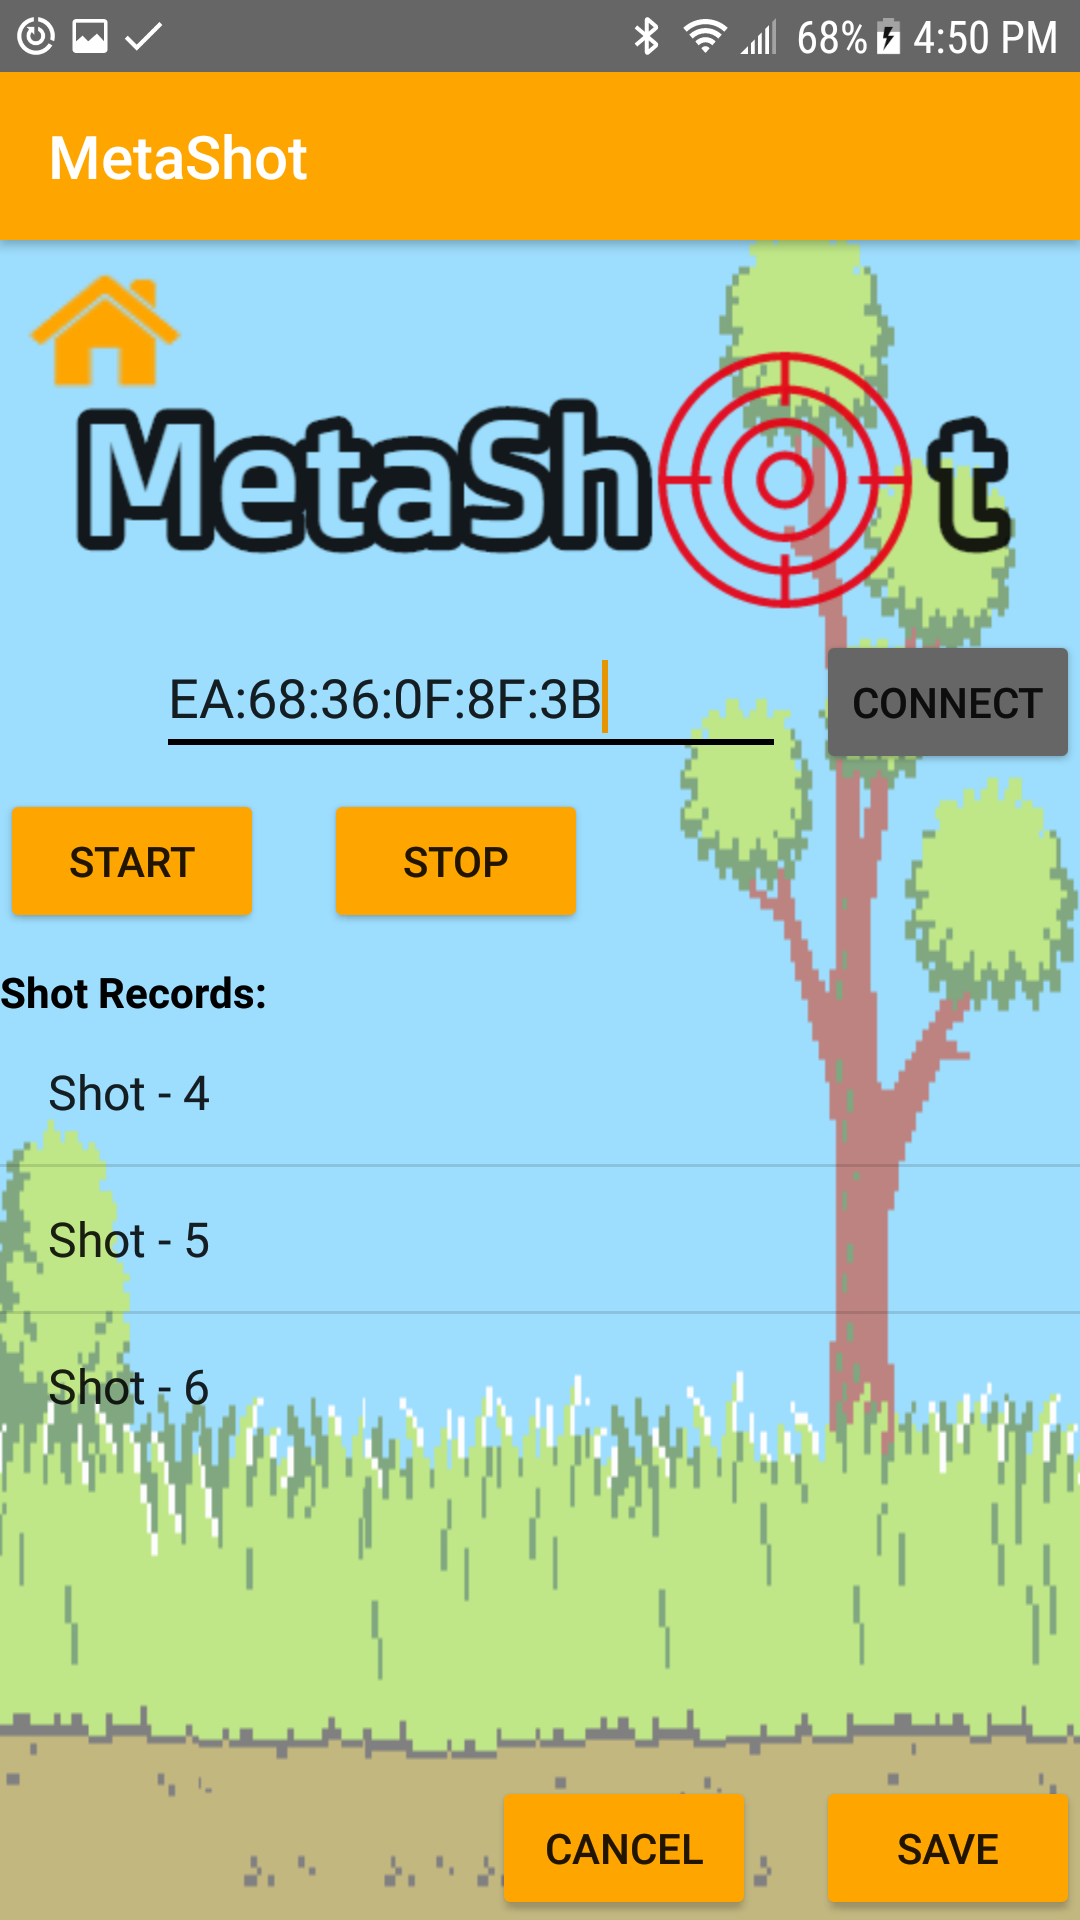 68% 4:50 PM
MetaShot
MetaShot
EA:68:36:0F:8F:3B
CONNECT
START STOP
Shot Records:
Shot - 4
Shot - 5
Shot - 6
CANCEL SAVE